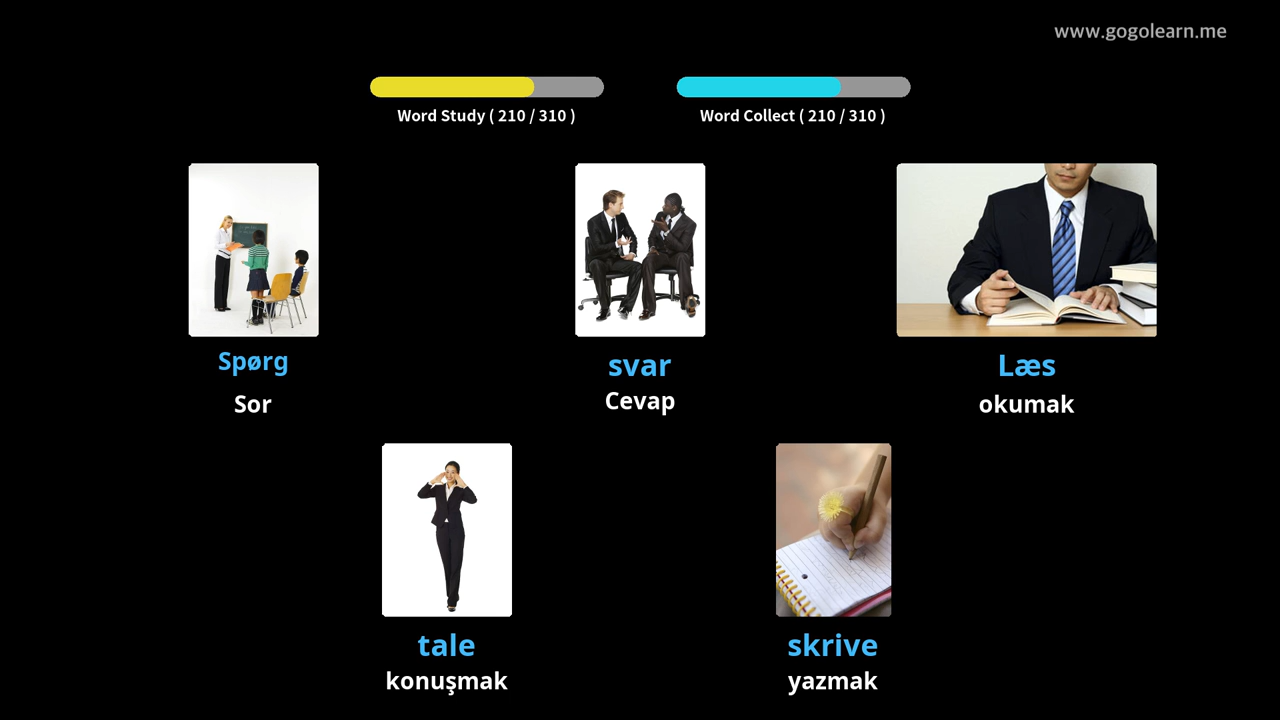 www.gogolearn.me
Word Study ( 210 / 310 )
Word Collect ( 210 / 310 )
Spørg
Sor
svar
Cevap
Læs
okumak
tale
konuşmak
skrive
yazmak